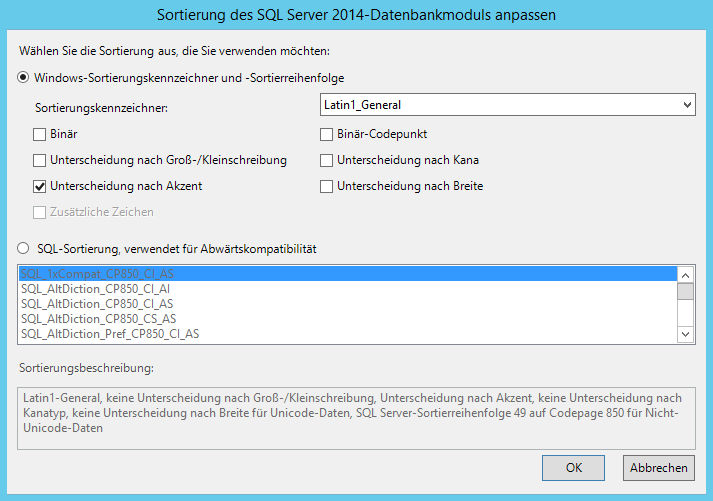 Sortierung des SQL Server 2014-Datenbankmoduls anpassen
Wählen Sie die Sortierung aus, die Sie verwenden möchten:
Windows-Sortierungskennzeichner und -Sortierreihenfolge
Sortierungskennzeichner:
Latin1_General
Binär
Binär-Codepunkt
Unterscheidung nach Groß-/Kleinschreibung
Unterscheidung nach Kana
Unterscheidung nach Akzent
Unterscheidung nach Breite
Zusätzliche Zeichen
SQL-Sortierung, verwendet für Abwärtskompatibilität
SQL_1xCompat_CP850_CI_AS
SQL_AltDiction_CP850_CI_AI
SQL_AltDiction_CP850_CI_AS
SQL_AltDiction_CP850_CS_AS
SQL_AltDiction_Pref_CP850_CI_AS
Sortierungsbeschreibung:
Latin1-General, keine Unterscheidung nach Groß-/Kleinschreibung, Unterscheidung nach Akzent, keine Unterscheidung nach
Kanatyp, keine Unterscheidung nach Breite für Unicode-Daten, SQL Server-Sortierreihenfolge 49 auf Codepage 850 für Nicht-
Unicode-Daten
OK
Abbrechen